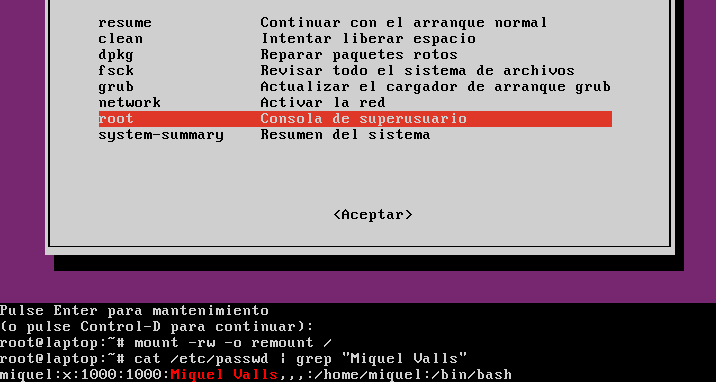 resume Continuar con el arranque normal
clean Intentar liberar espacio
dpkg Reparar paquetes rotos
fsck Revisar todo el sistema de archivos
grub Actualizar el cargador de arranque grub
network Activar la red
root Consola de superusuario
system-summary Resumen del sistema
<Aceptar>
Pulse Enter para mantenimiento
(o pulse Control-D para continuar):
root@laptop:~# mount -rw -o remount /
root@laptop:~# cat /etc/passwd | grep "Miquel Valls"
miquel:x:1000:1000:Miquel Valls,,,:/home/miquel:/bin/bash